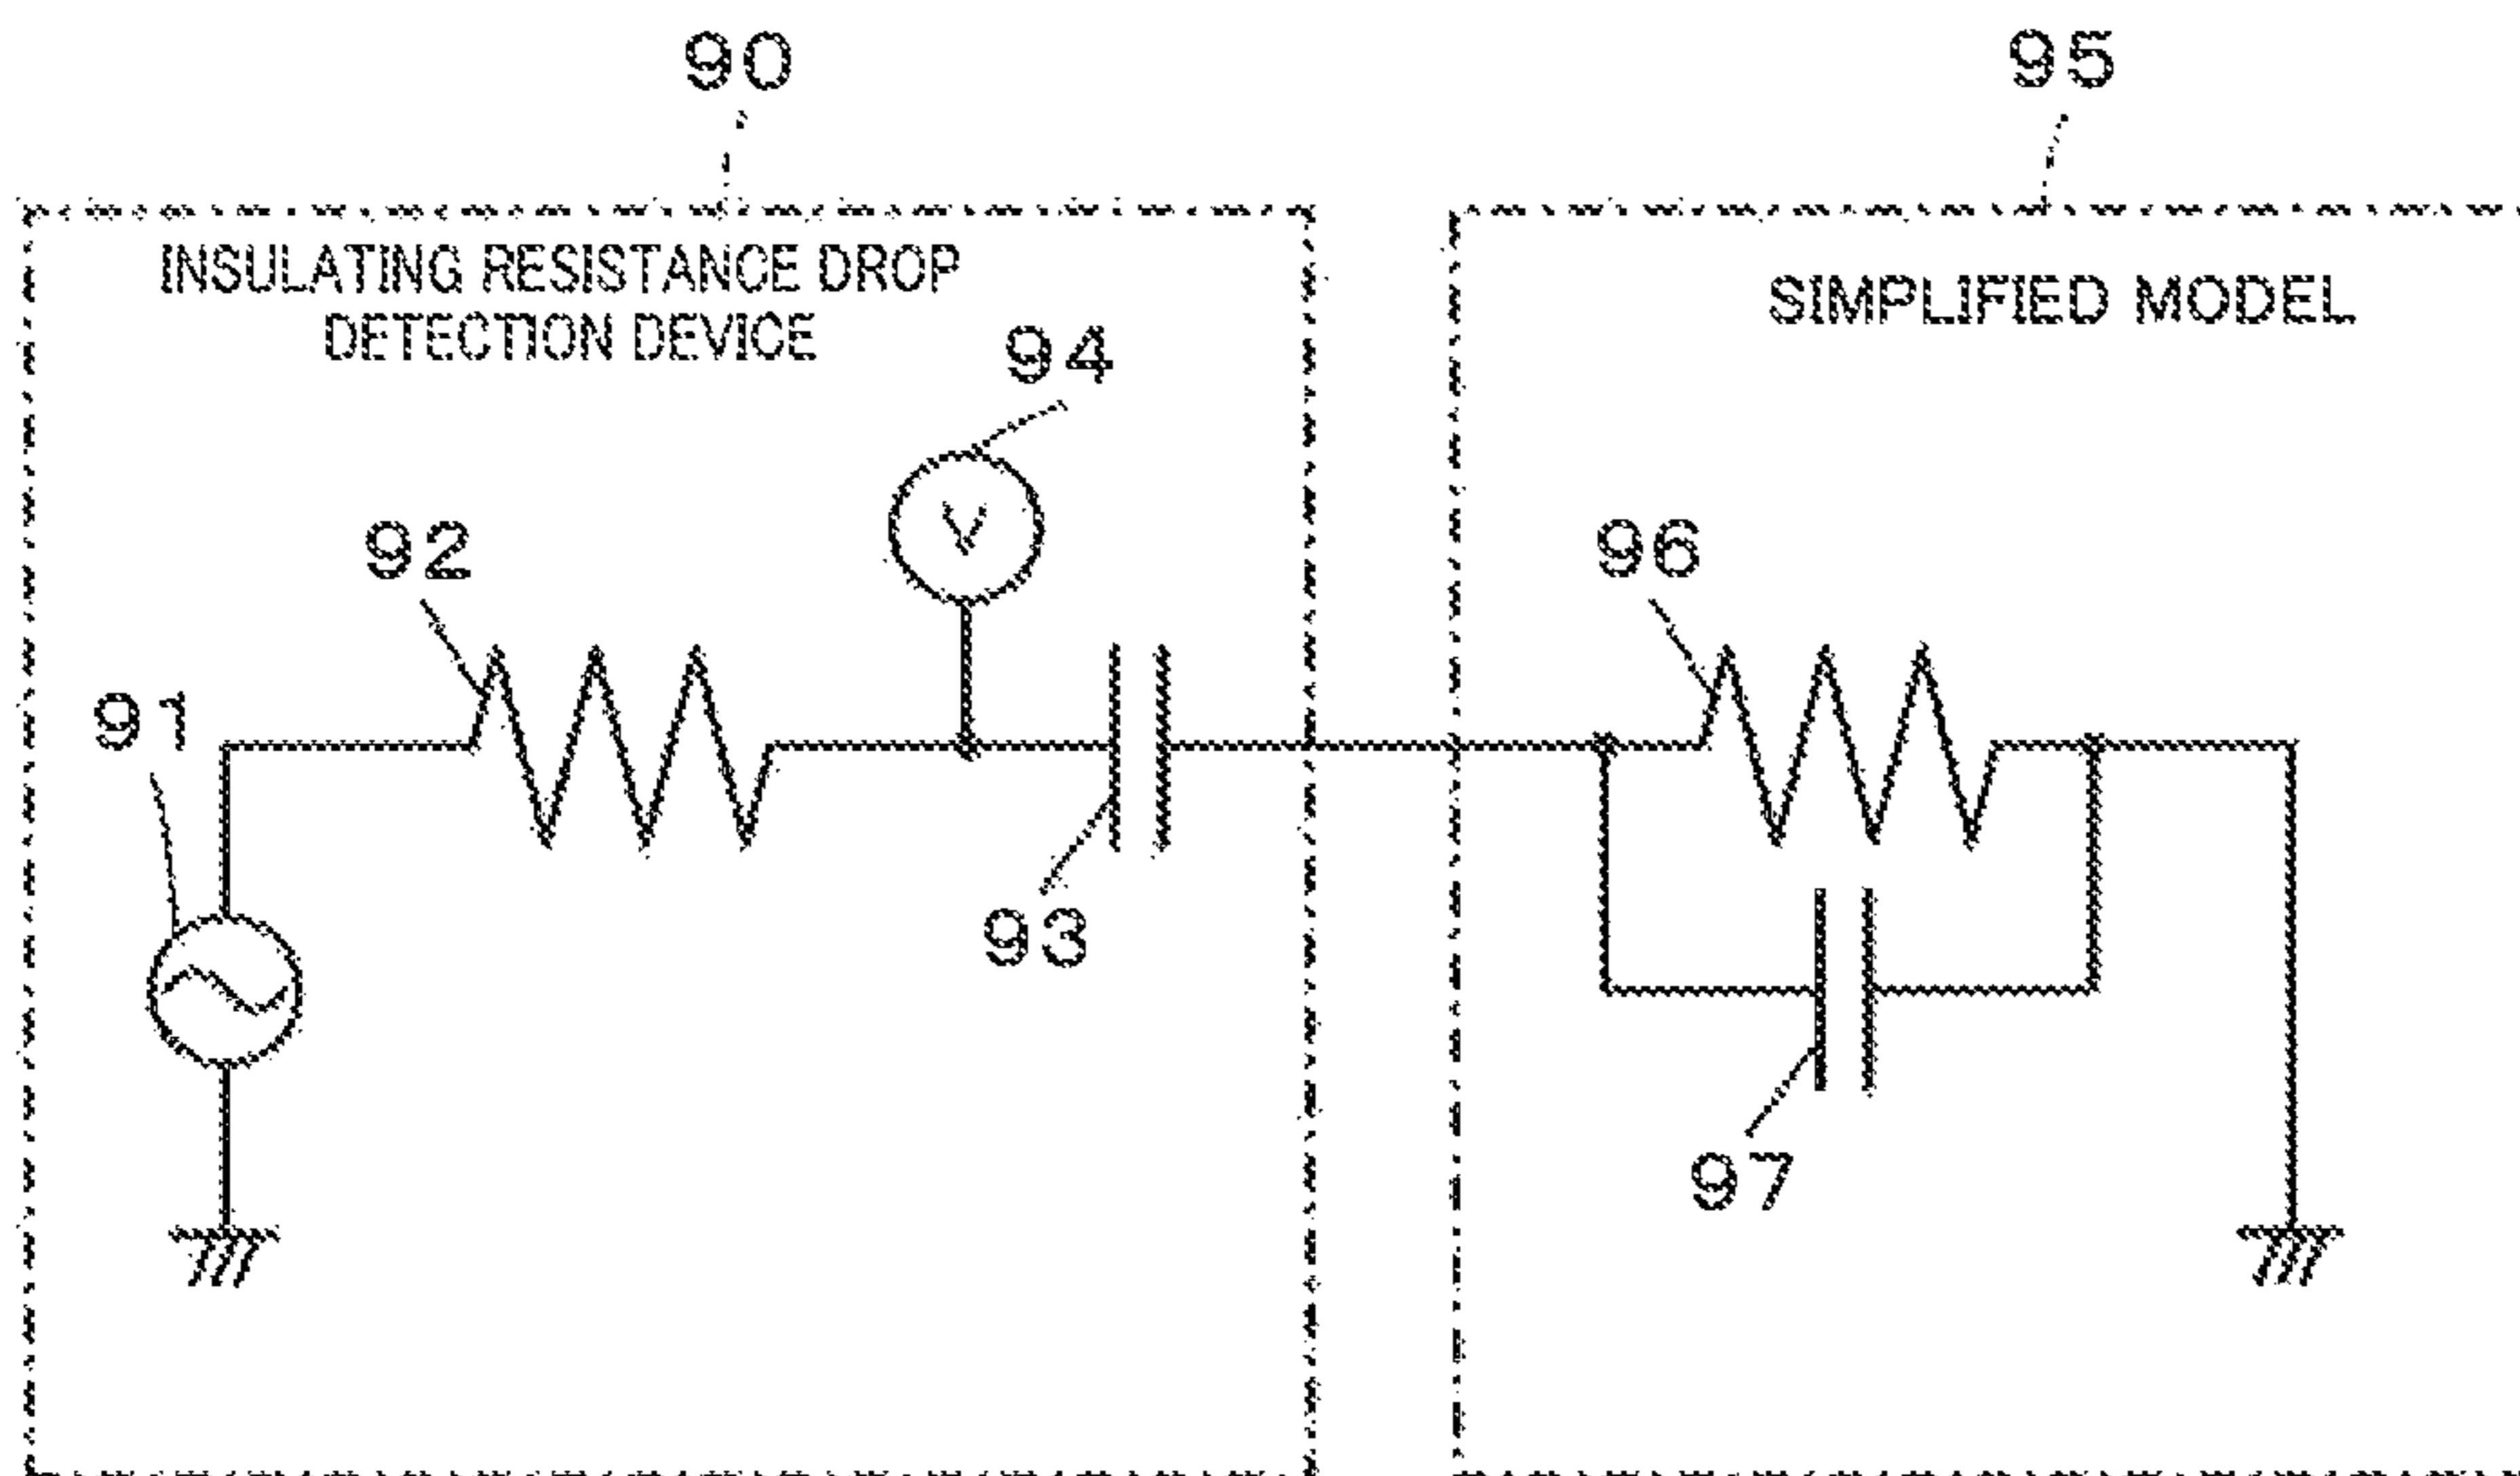 90
95
INSULATING RESISTANCE DROP
DETECTION DEVICE
SIMPLIFIED MODEL
94
V
92
96
91
93
97